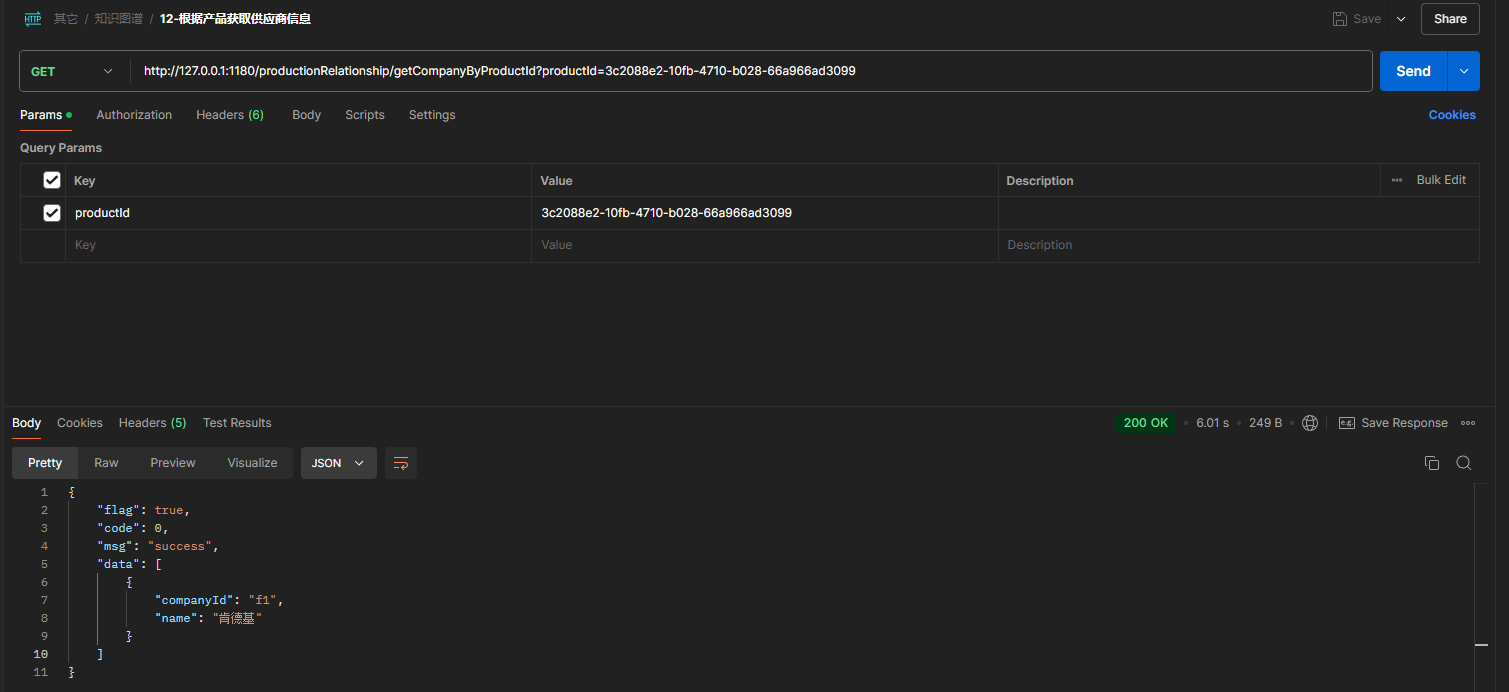 HTTP 其它 / 知识图谱 / 12-根据产品获取供应商信息 Save Share
GET http://127.0.0.1:1180/productionRelationship/getCompanyByProductId?productId=3c2088e2-10fb-4710-b028-66a966ad3099 Send
Params Authorization Headers (6) Body Scripts Settings Cookies
Query Params
Key Value Description Bulk Edit
productId 3c2088e2-10fb-4710-b028-66a966ad3099
Key Value Description
Body Cookies Headers (5) Test Results 200 OK 6.01 s 249 B e.g. Save Response
Pretty Raw Preview Visualize JSON
1 {
2 "flag": true,
3 "code": 0,
4 "msg": "success",
5 "data": [
6 {
7 "companyId": "f1",
8 "name": "肯德基"
9 }
10 ]
11 }